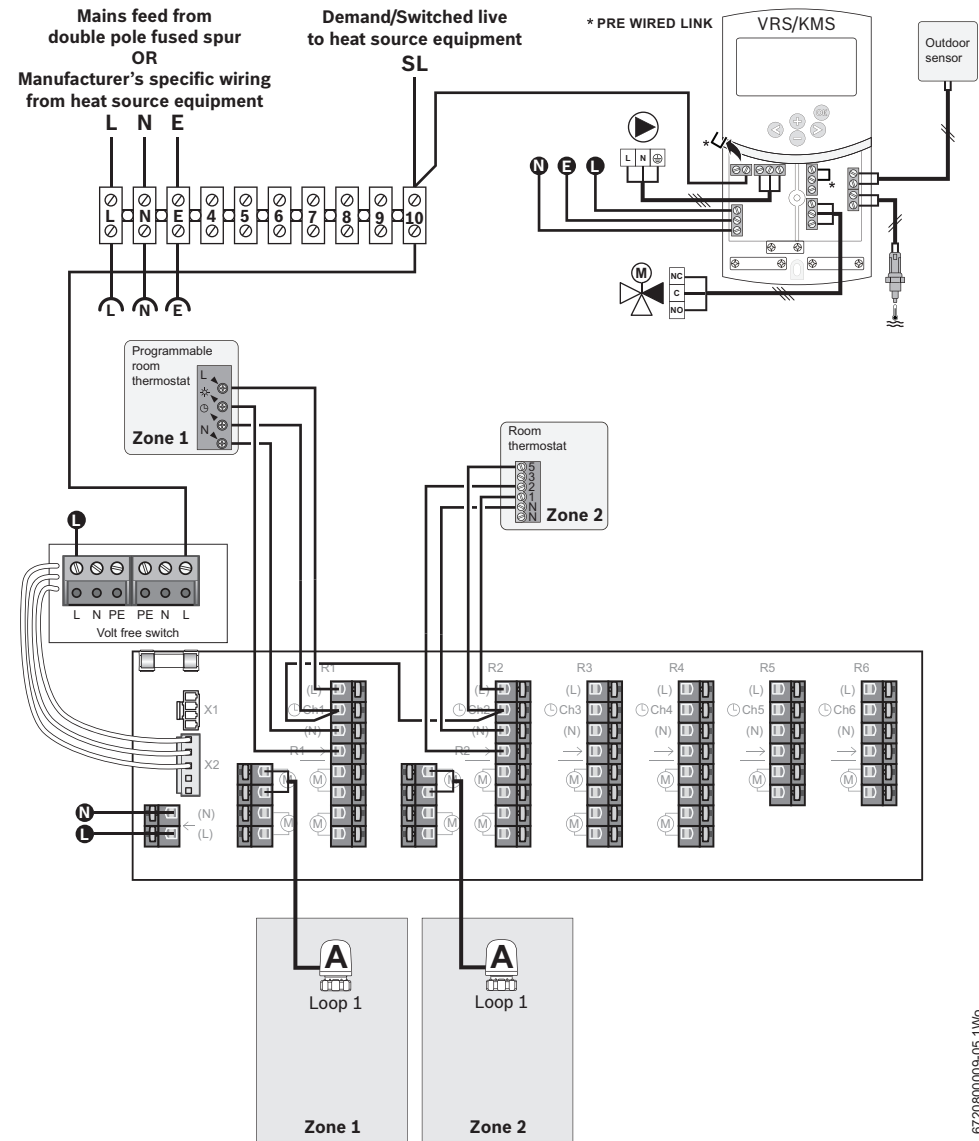 Mains feed from
double pole fused spur
OR
Manufacturer's specific wiring
from heat source equipment
L N E
Demand/Switched live
to heat source equipment
SL
* PRE WIRED LINK
VRS/KMS
OK
Outdoor
sensor
*
*
L N
N E L
L N E 4 5 6 7 8 9 10
L N E
M
NC
C
NO
Programmable
room
thermostat
L
N
Zone 1
Room
thermostat
5
3
2
1
N
N
Zone 2
L
L N PE PE N L
Volt free switch
R1 R2 R3 R4 R5 R6
(L) (L) (L) (L) (L) (L)
Ch1 Ch2 Ch3 Ch4 Ch5 Ch6
(N) (N) (N) (N) (N) (N)
R1 R2
X1
X2
M M M M
M M M M
N (N)
L (L)
A A
Loop 1 Loop 1
Zone 1 Zone 2
6720800009-05.1Wo